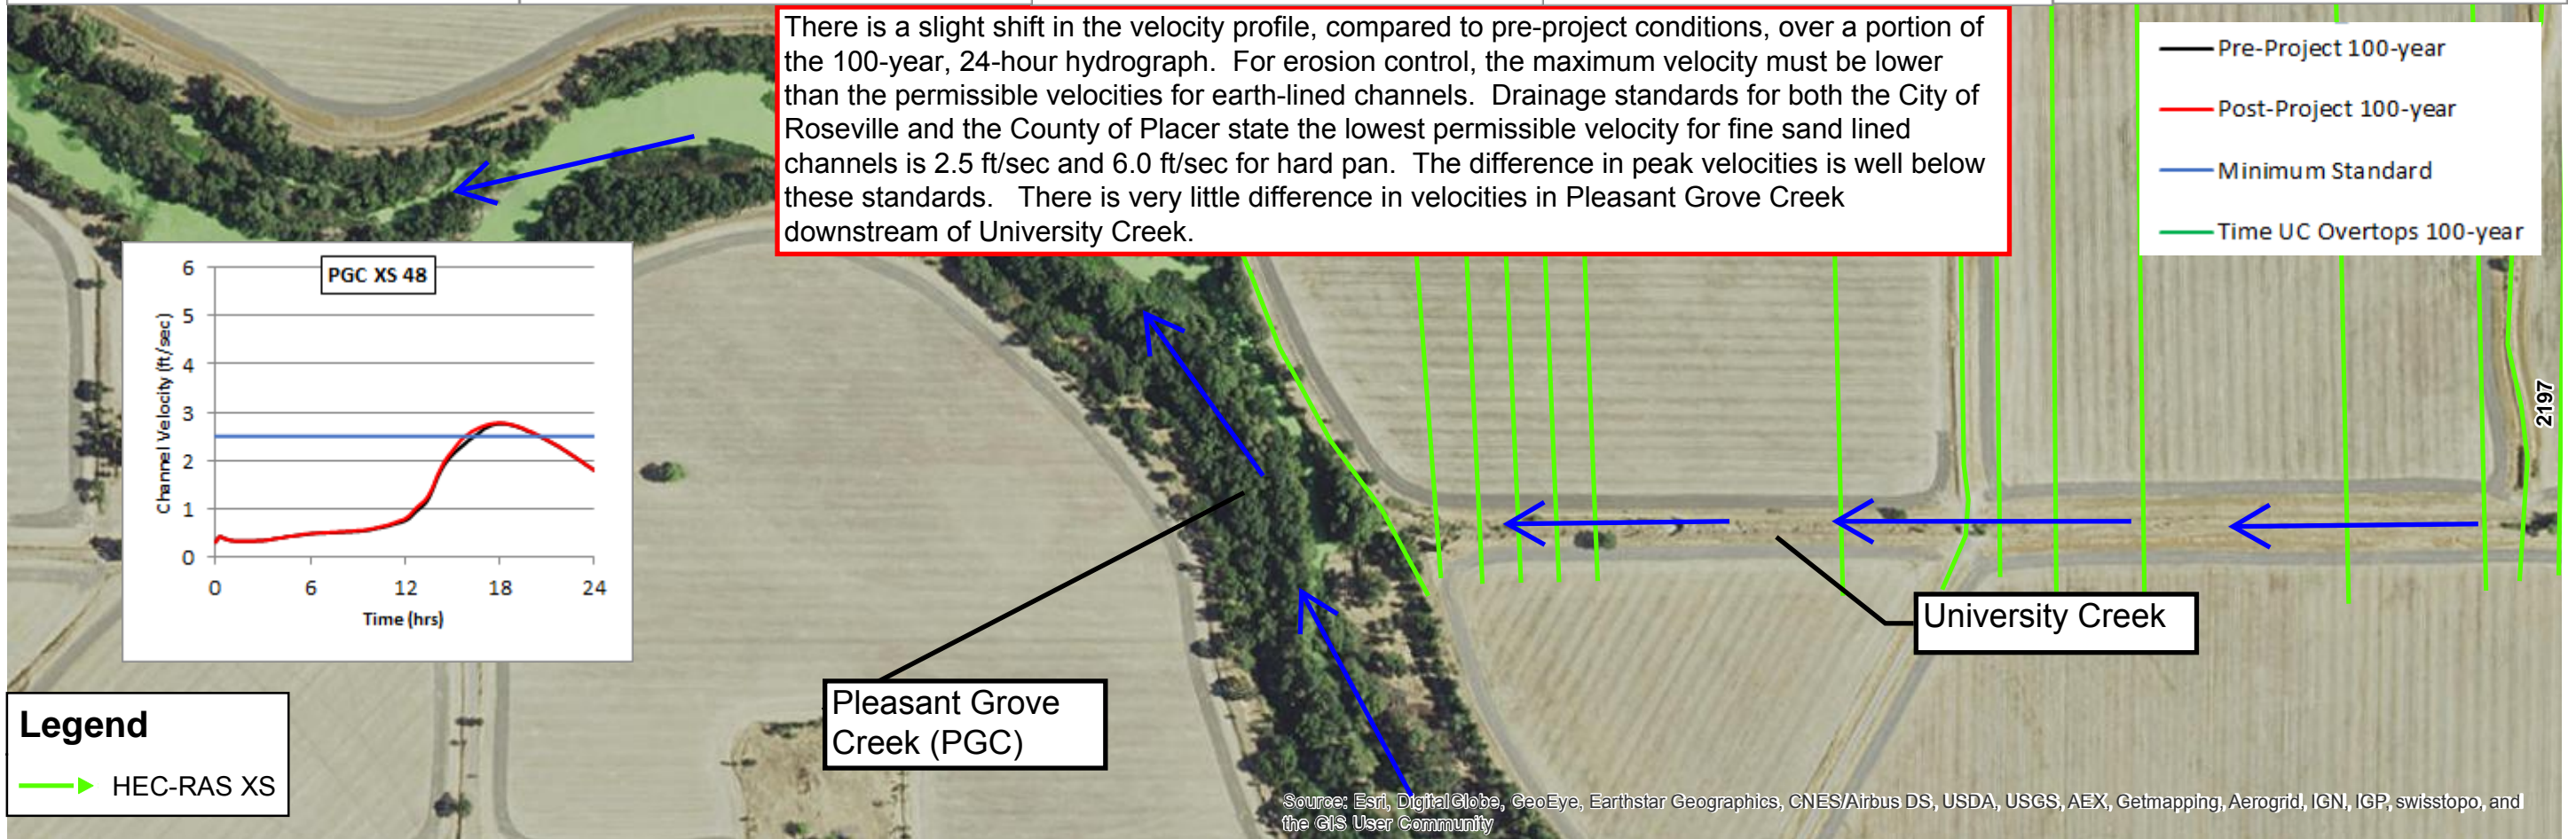 There is a slight shift in the velocity profile, compared to pre-project conditions, over a portion of
the 100-year, 24-hour hydrograph.  For erosion control, the maximum velocity must be lower
than the permissible velocities for earth-lined channels.  Drainage standards for both the City of
Roseville and the County of Placer state the lowest permissible velocity for fine sand lined
channels is 2.5 ft/sec and 6.0 ft/sec for hard pan.  The difference in peak velocities is well below
these standards.   There is very little difference in velocities in Pleasant Grove Creek
downstream of University Creek.
Pre-Project 100-year
Post-Project 100-year
Minimum Standard
Time UC Overtops 100-year
PGC XS 48
Channel Velocity (ft/sec)
6
5
4
3
2
1
0
0 6 12 18 24
Time (hrs)
2197
University Creek
Pleasant Grove
Creek (PGC)
Legend
HEC-RAS XS
Source: Esri, DigitalGlobe, GeoEye, Earthstar Geographics, CNES/Airbus DS, USDA, USGS, AEX, Getmapping, Aerogrid, IGN, IGP, swisstopo, and
the GIS User Community